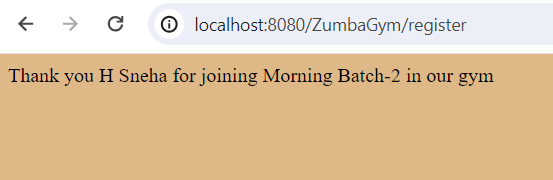 localhost:8080/ZumbaGym/register
Thank you H Sneha for joining Morning Batch-2 in our gym